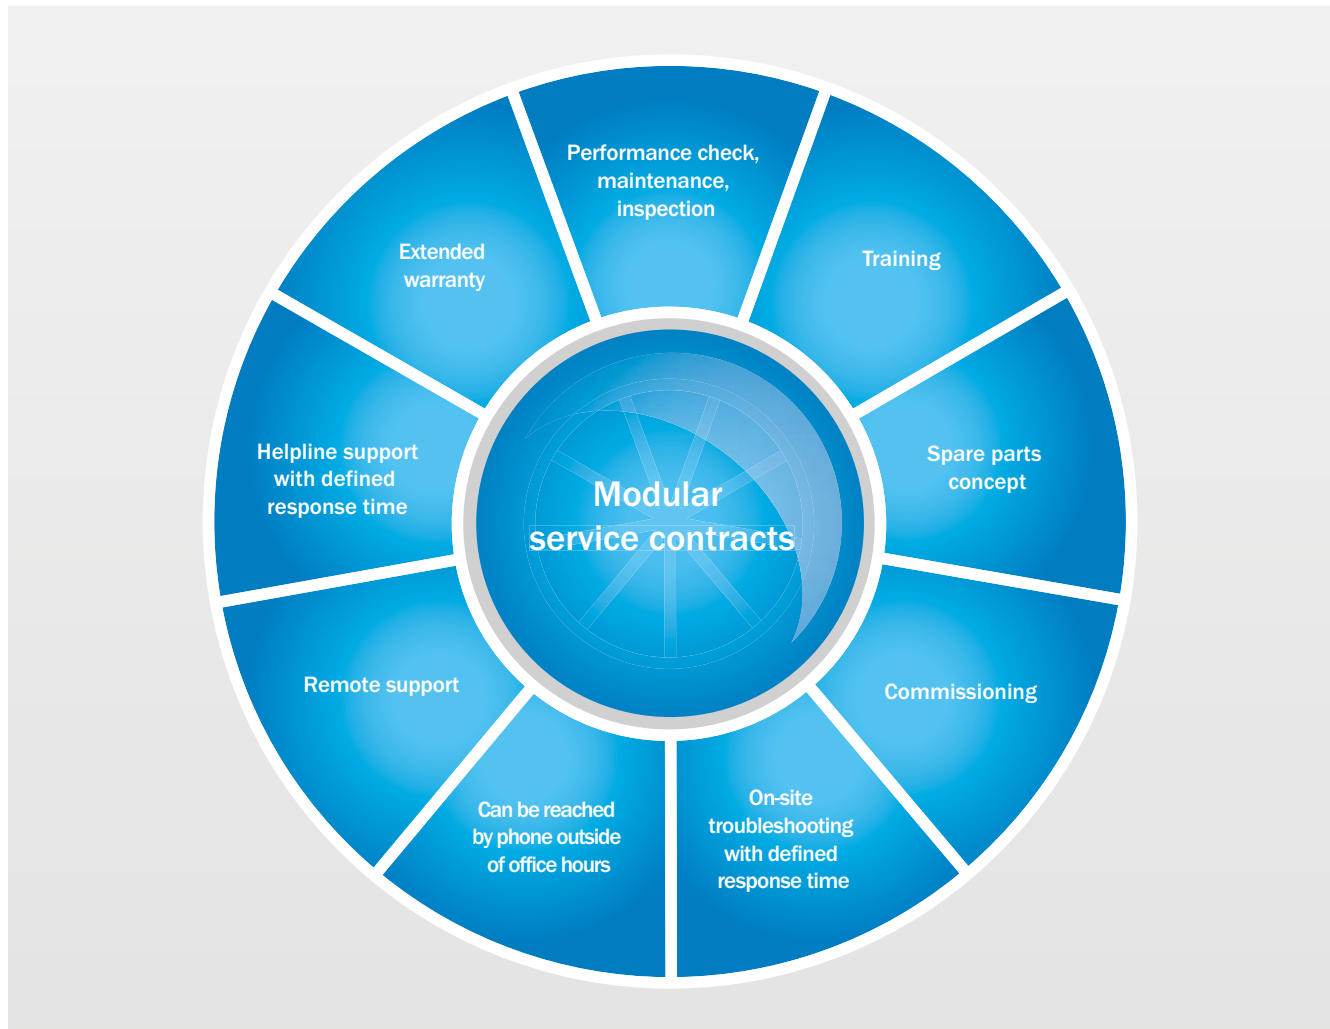 Performance check,
maintenance,
inspection
Training
Spare parts
concept
Commissioning
On-site
troubleshooting
with defined
response time
Can be reached
by phone outside
of office hours
Remote support
Helpline support
with defined
response time
Extended
warranty
Modular
service contracts